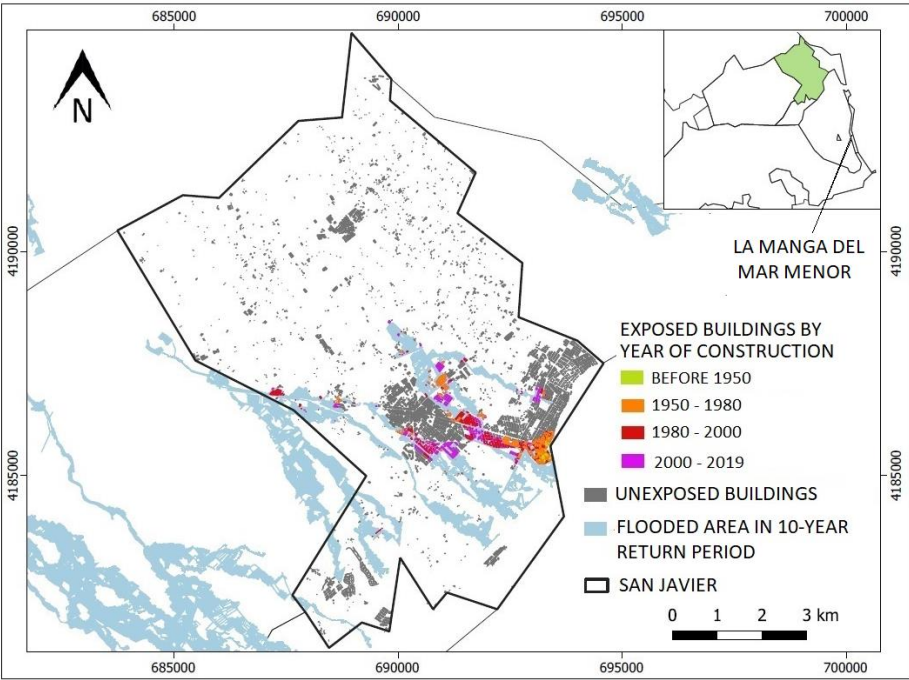 685000 690000 695000 700000
N
4190000
4190000
LA MANGA DEL
MAR MENOR
EXPOSED BUILDINGS BY
YEAR OF CONSTRUCTION
BEFORE 1950
1950 - 1980
1980 - 2000
2000 - 2019
4185000
4185000
UNEXPOSED BUILDINGS
FLOODED AREA IN 10-YEAR
RETURN PERIOD
SAN JAVIER
0 1 2 3 km
685000 690000 695000 700000